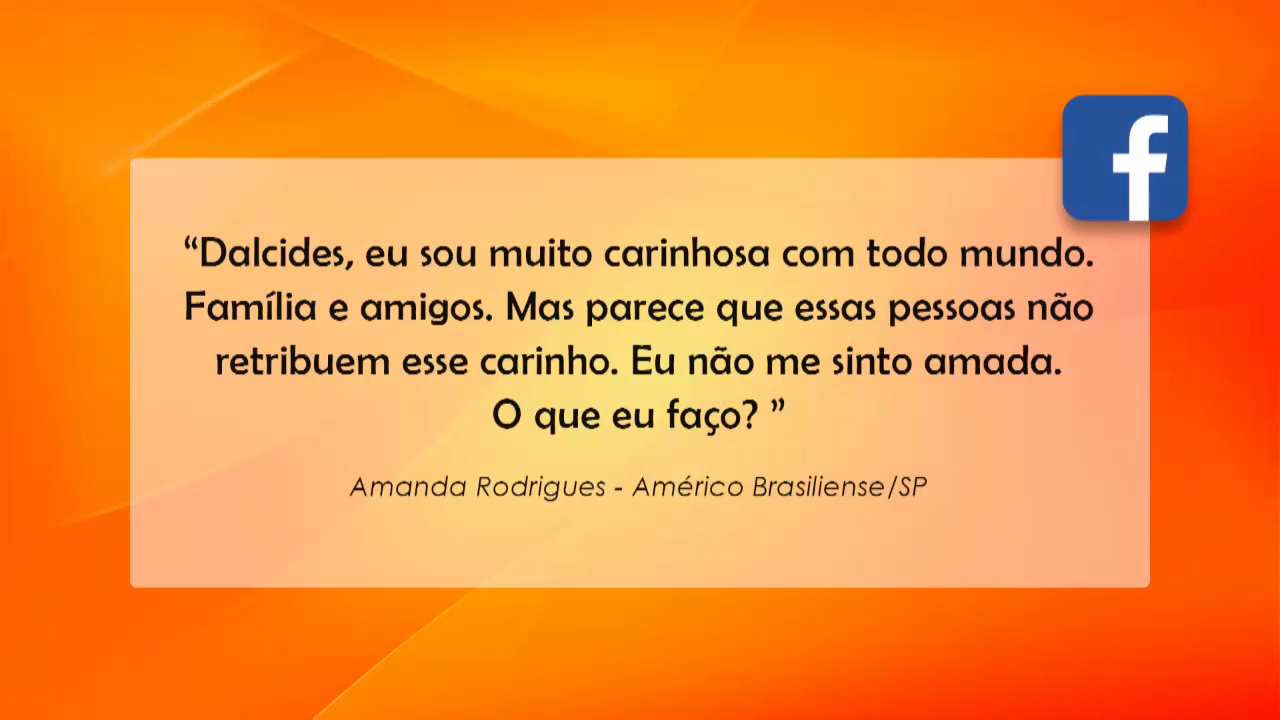 “Dalcides, eu sou muito carinhosa com todo mundo.
Família e amigos. Mas parece que essas pessoas não
retribuem esse carinho. Eu não me sinto amada.
O que eu faço? ”
Amanda Rodrigues - Américo Brasiliense/SP